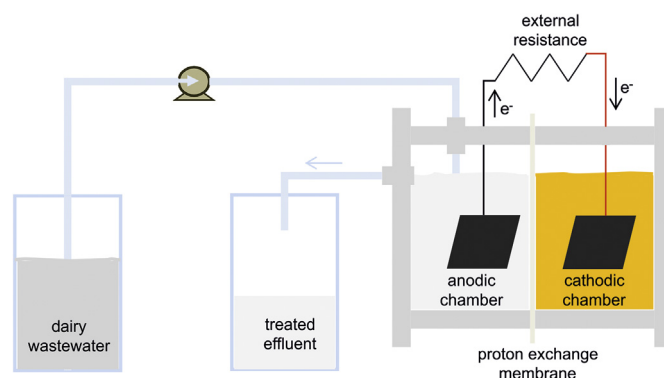 external
resistance
e-
e-
anodic
chamber
cathodic
chamber
dairy
wastewater
treated
effluent
proton exchange
membrane